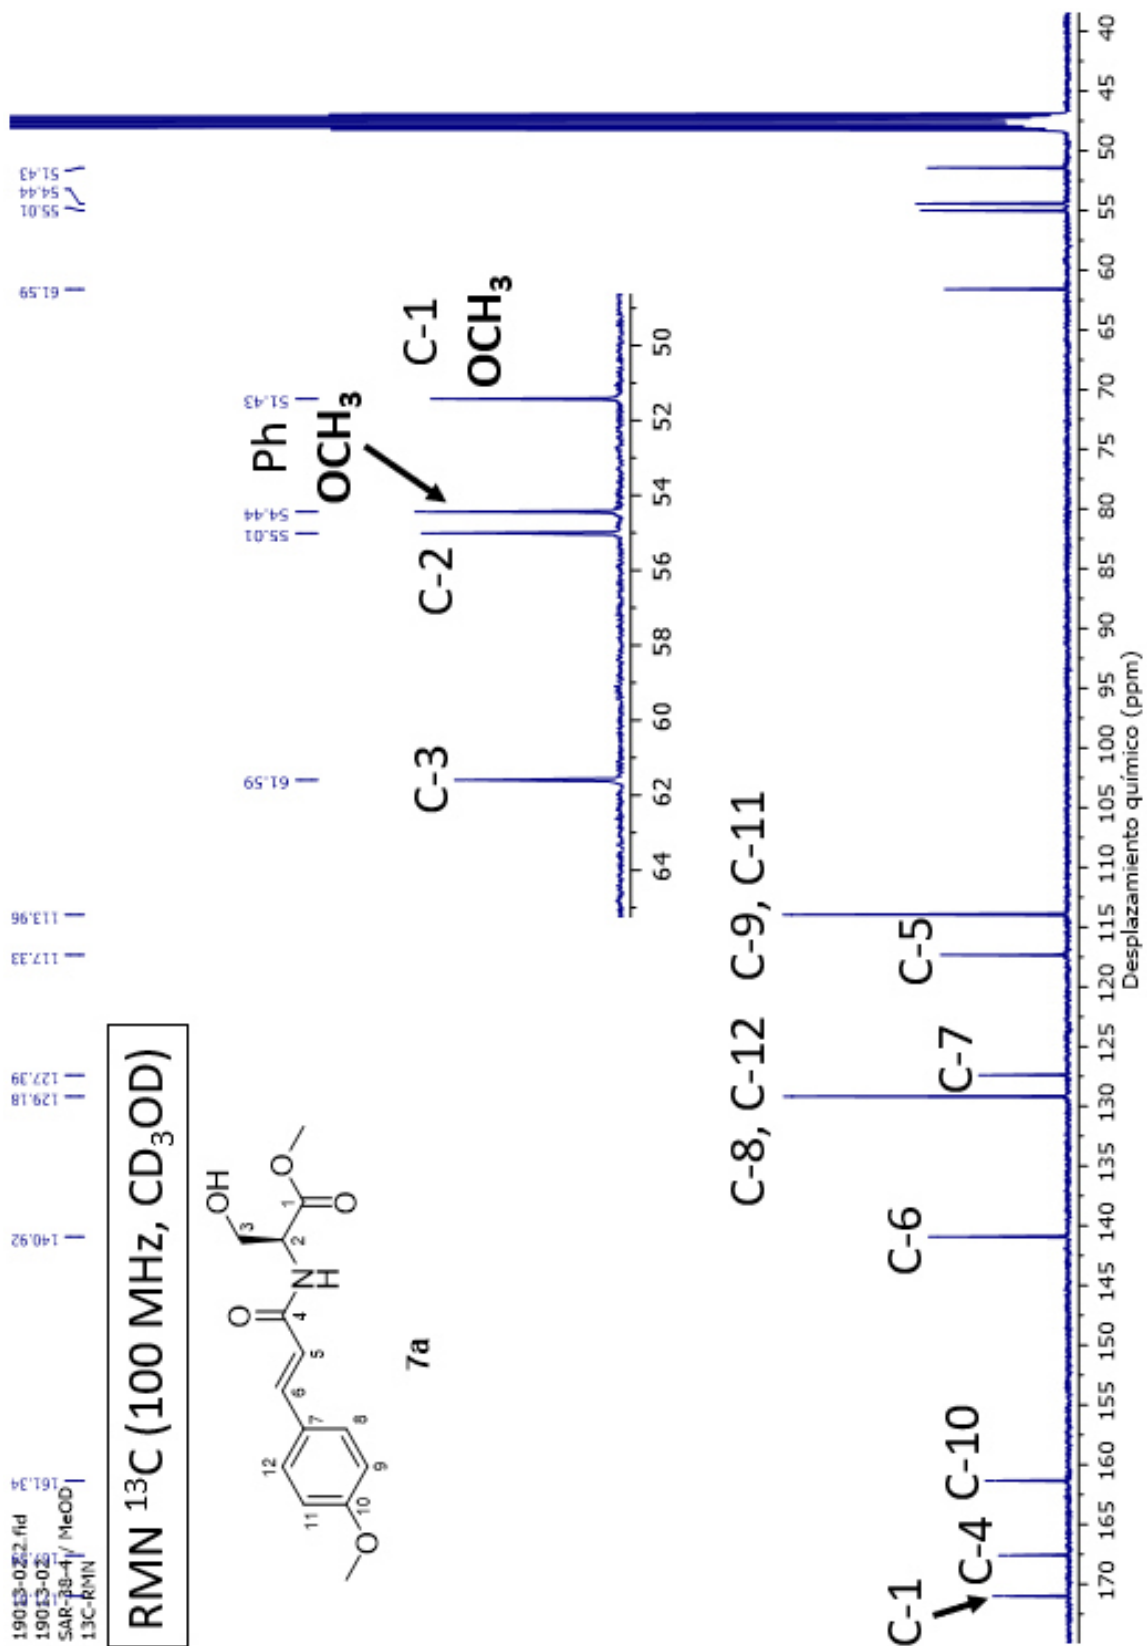 19013-022.fid
SAR-38-4 / MeOD
13C-RMN
161.34
140.92
129.18
127.39
117.33
113.96
61.59
55.01
54.44
51.43
RMN ¹³C (100 MHz, CD₃OD)
OH
3
O
O
1
2
O
4
N
H
5
6
7
8
9
10
11
12
O
7a
61.59
55.01
54.44
51.43
C-3
C-2
Ph
OCH₃
C-1
OCH₃
64 62 60 58 56 54 52 50
C-1
C-4
C-10
C-6
C-8, C-12
C-7
C-5
C-9, C-11
170 165 160 155 150 145 140 135 130 125 120 115 110 105 100 95 90 85 80 75 70 65 60 55 50 45 40
Desplazamiento químico (ppm)